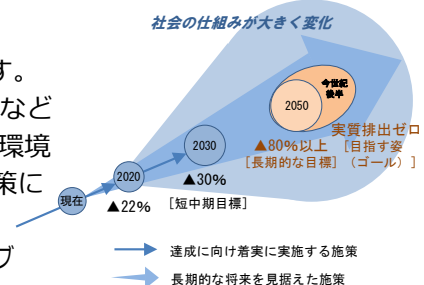 社会の仕組みが大きく変化
す。
など
環境
策に
ブ
今世紀
後半
2050
実質排出ゼロ
▲80%以上 [目指す姿
[長期的な目標] (ゴール)]
2030
▲30%
[短中期目標]
2020
▲22%
現在
達成に向け着実に実施する施策
長期的な将来を見据えた施策